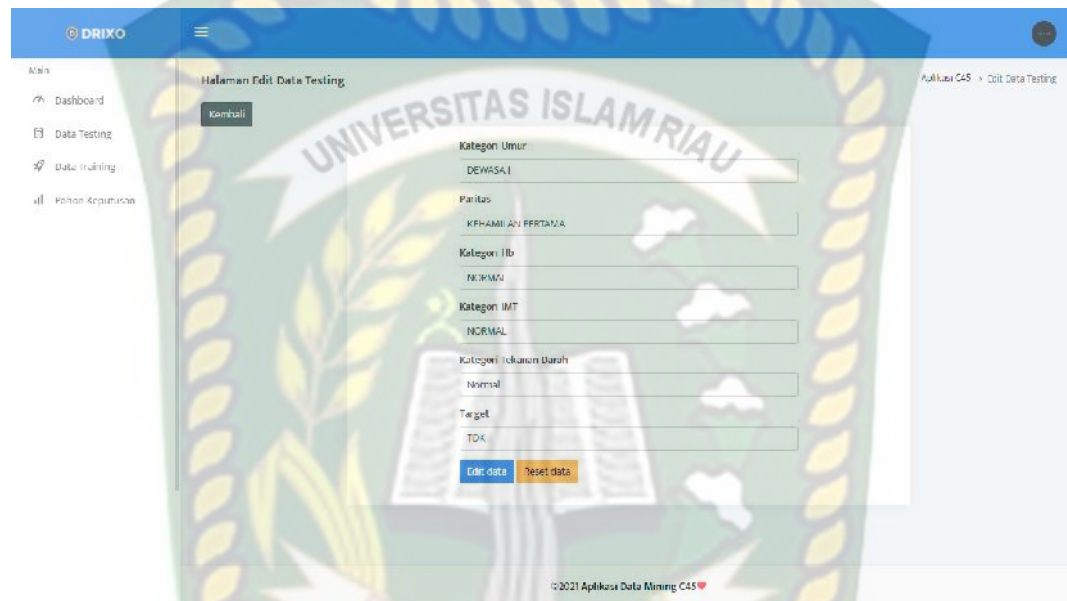 DRIXO
Main
Dashboard
Data Testing
Data Training
Pohon Keputusan
Halaman Edit Data Testing
Aplikasi C45 > Edit Data Testing
Kembali
UNIVERSITAS ISLAM RIAU
Kategori Umur
DEWASA I
Paritas
KEHAMILAN PERTAMA
Kategori Hb
NORMAL
Kategori IMT
NORMAL
Kategori Tekanan Darah
Normal
Target
TDK
Edit data
Reset data
©2021 Aplikasi Data Mining C45